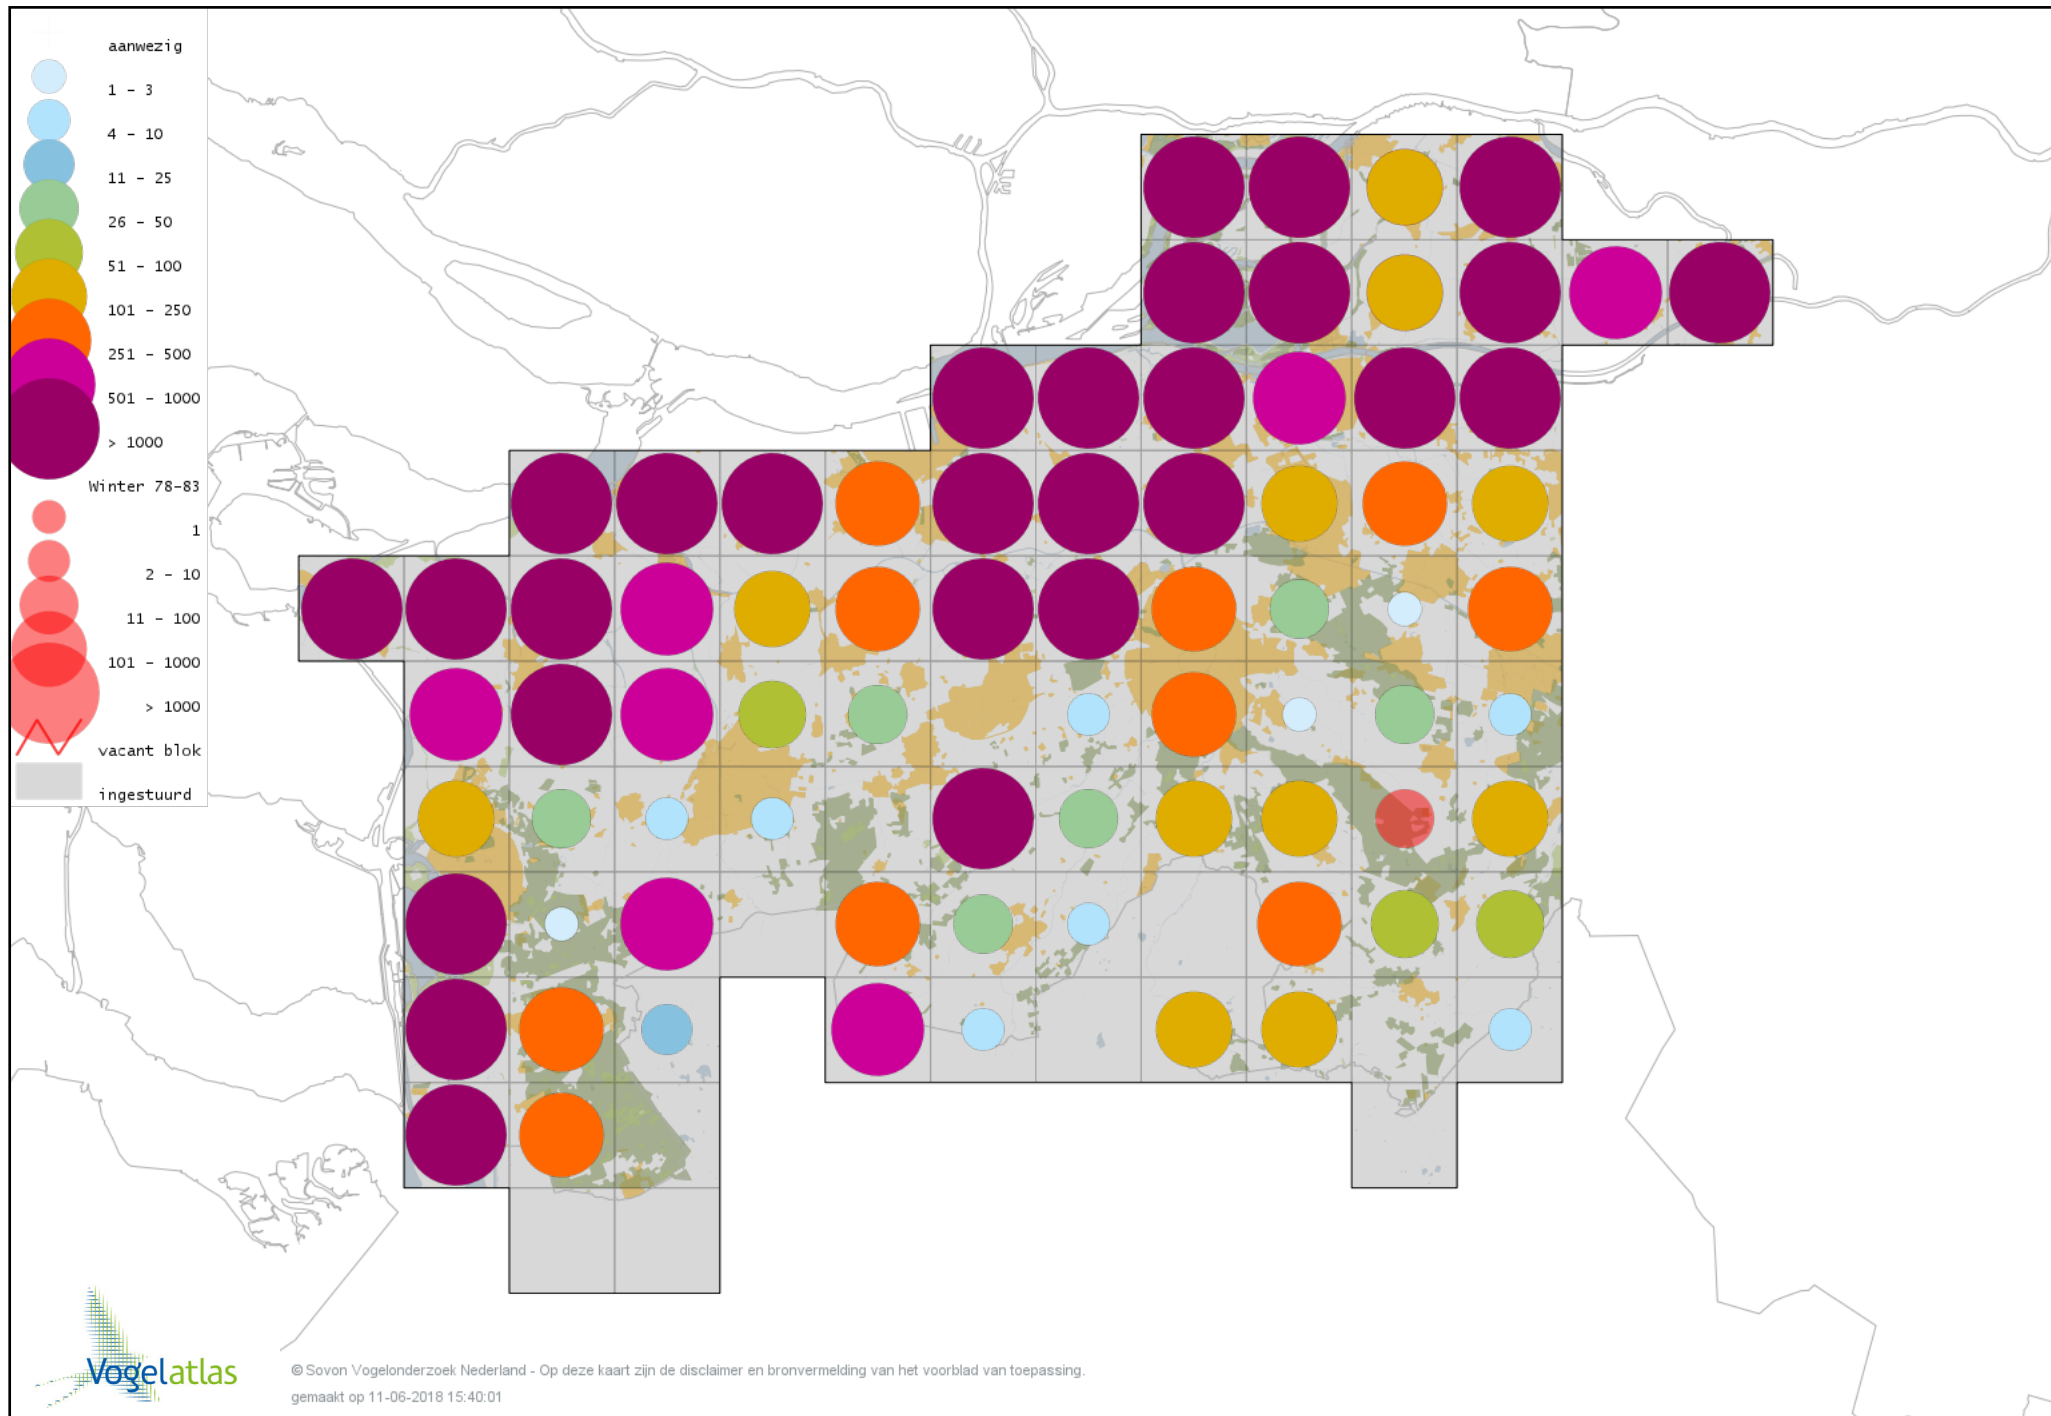 aanwezig
1 – 3
4 – 10
11 – 25
26 – 50
51 – 100
101 – 250
251 – 500
501 – 1000
> 1000
Winter 78-83
1
2 – 10
11 – 100
101 – 1000
> 1000
vacant blok
ingestuurd
Vogelatlas
© Sovon Vogelonderzoek Nederland - Op deze kaart zijn de disclaimer en bronvermelding van het voorblad van toepassing.
gemaakt op 11-06-2018 15:40:01